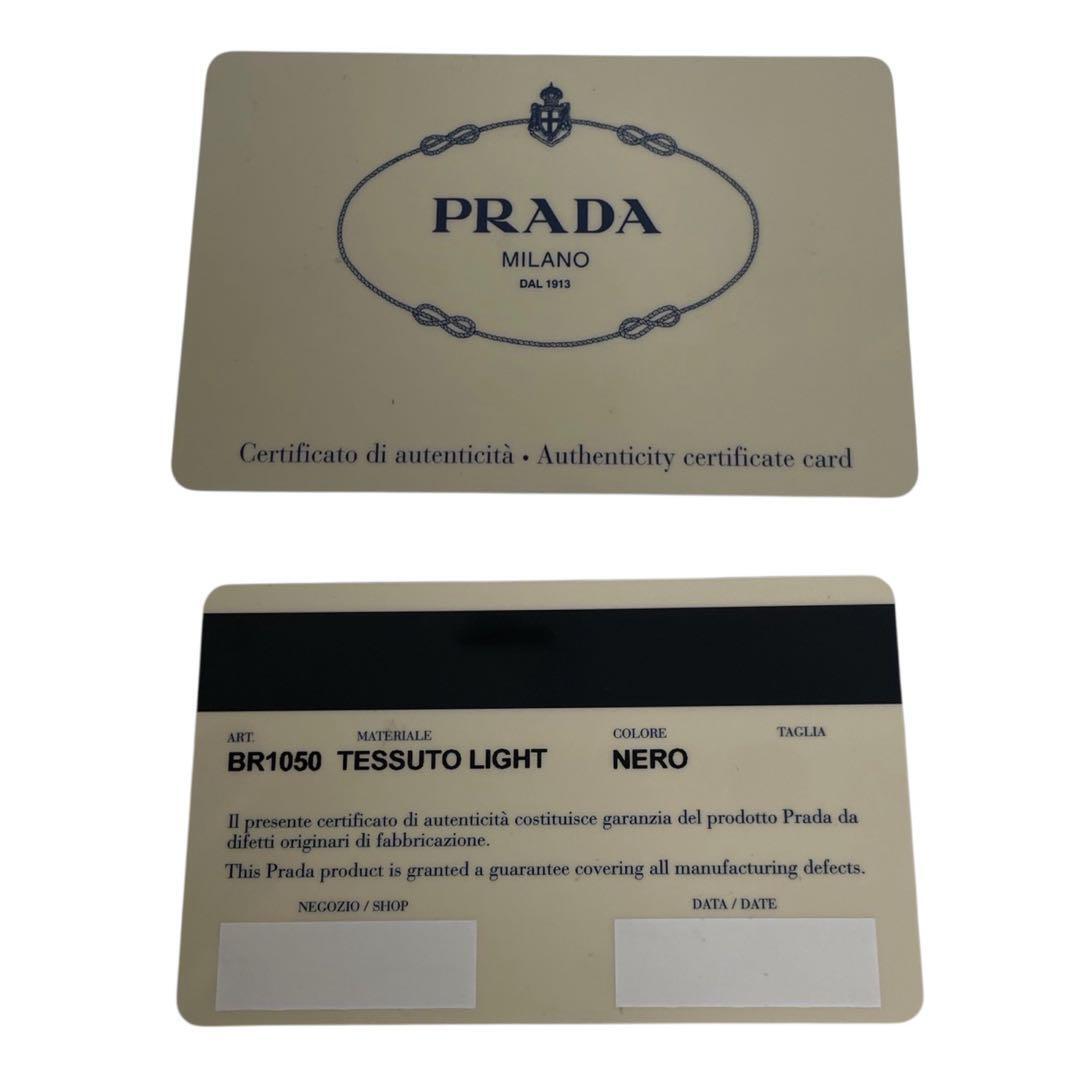 PRADA
MILANO
DAL 1913
Certificato di autenticità • Authenticity certificate card
ART. MATERIALE COLORE TAGLIA
BR1050 TESSUTO LIGHT NERO
Il presente certificato di autenticità costituisce garanzia del prodotto Prada da
difetti originari di fabbricazione.
This Prada product is granted a guarantee covering all manufacturing defects.
NEGOZIO / SHOP DATA / DATE